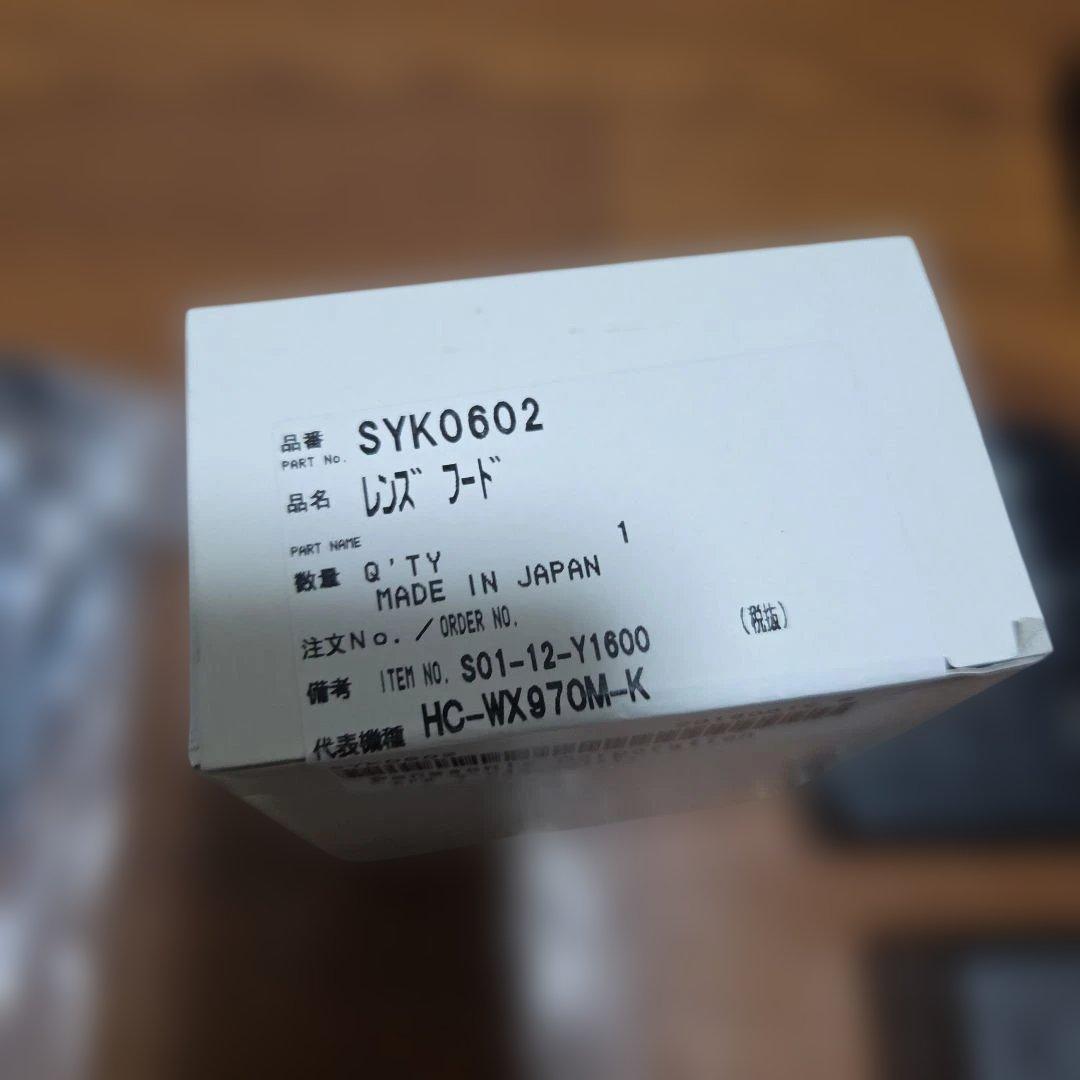 品番 SYK0602
PART No.
品名 ﾚﾝｽﾞ ﾌｰﾄﾞ
PART NAME
数量 Q'TY 1
MADE IN JAPAN
注文No./ORDER NO.
備考 ITEM NO. S01-12-Y1600 (税抜)
代表機種 HC-WX970M-K